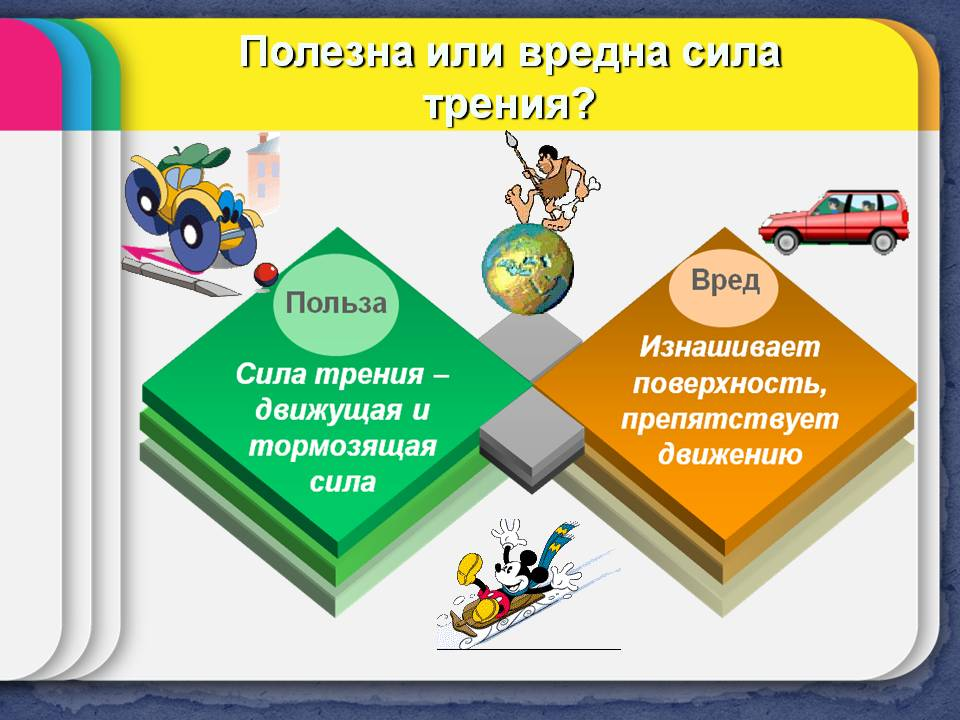 Полезна или вредна сила
трения?
Польза
Сила трения –
движущая и
тормозящая
сила
Вред
Изнашивает
поверхность,
препятствует
движению